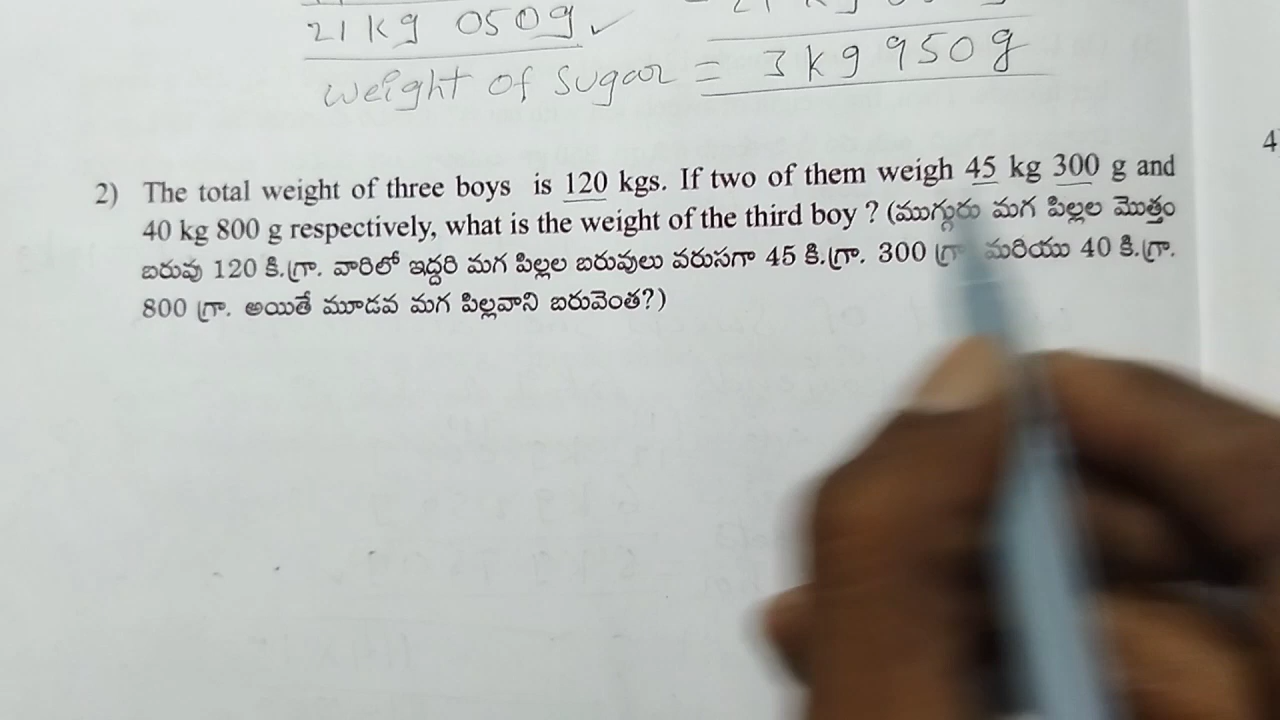 21 kg 050g ✓
weight of sugar = 3 kg 950 g
2) The total weight of three boys is 120 kgs. If two of them weigh 45 kg 300 g and
40 kg 800 g respectively, what is the weight of the third boy ? (ముగ్గురు మగ పిల్లల మొత్తం
బరువు 120 కి.గ్రా. వారిలో ఇద్దరి మగ పిల్లల బరువులు వరుసగా 45 కి.గ్రా. 300 గ్రా మరియు 40 కి.గ్రా.
800 గ్రా. అయితే మూడవ మగ పిల్లవాని బరువెంత?)
4